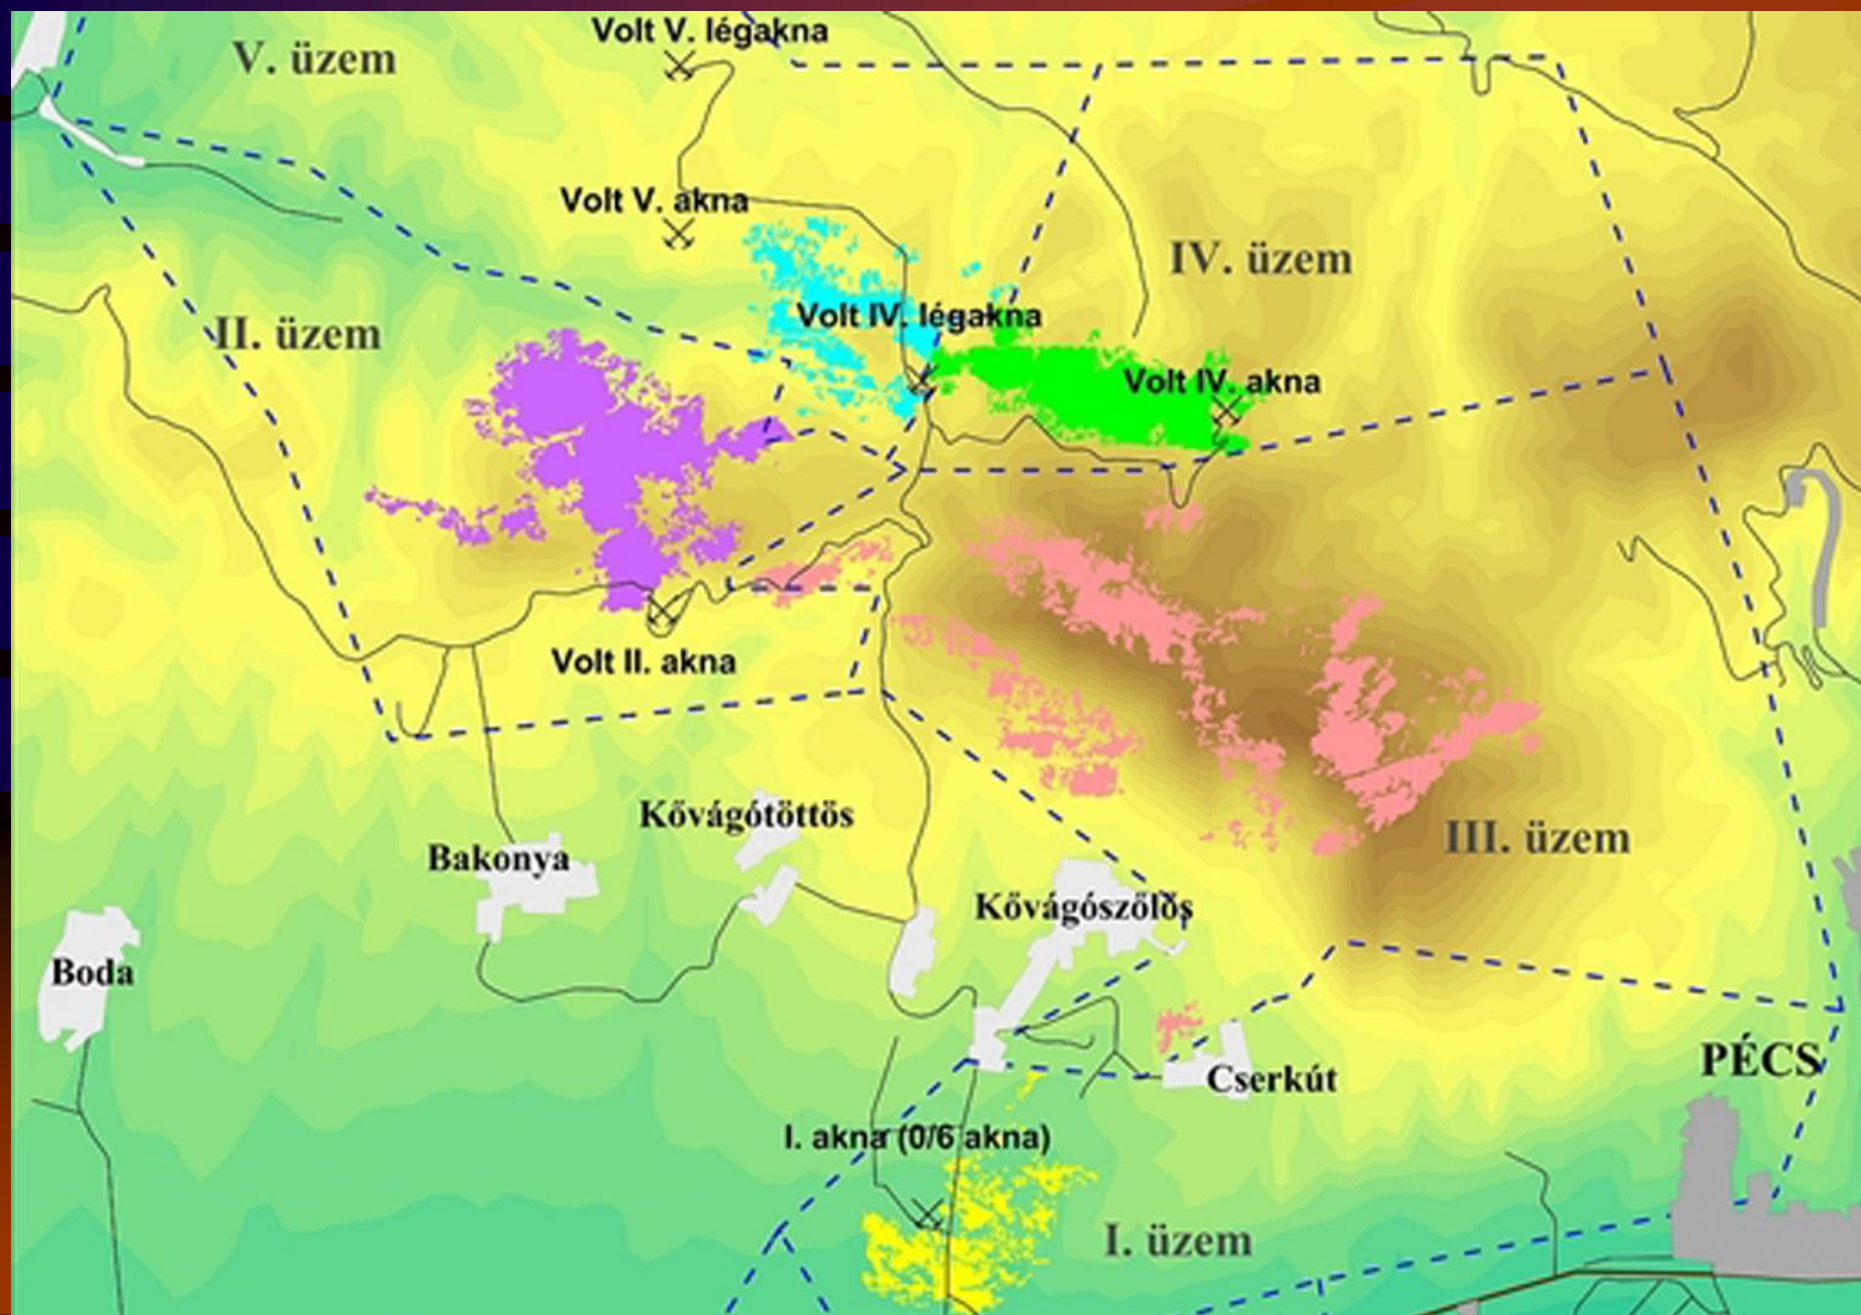 Volt V. légakna
V. üzem
Volt V. akna
IV. üzem
Volt IV. légakna
II. üzem
Volt IV. akna
Volt II. akna
Kővágótöttös
III. üzem
Bakonya
Kővágószőlős
Boda
PÉCS
Cserkút
I. akna (0/6 akna)
I. üzem